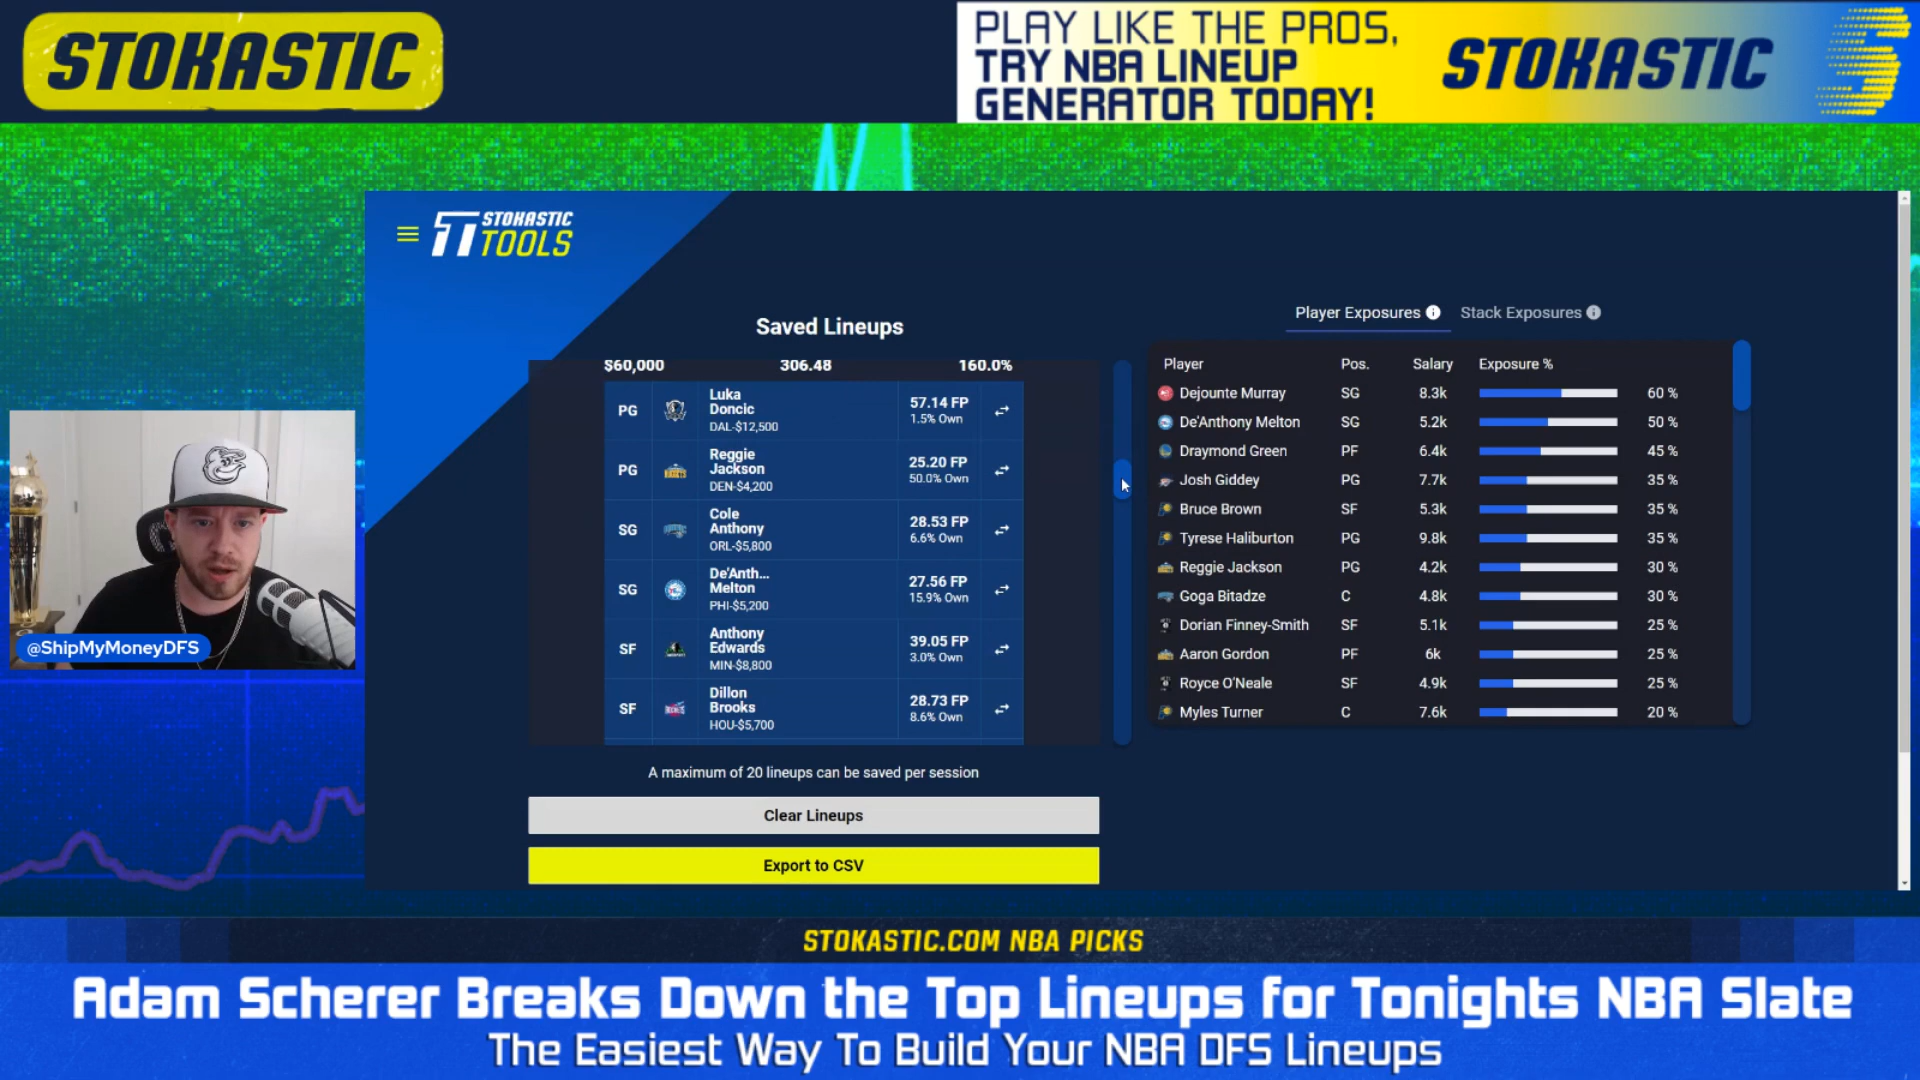 STOKASTIC
PLAY LIKE THE PROS,
TRY NBA LINEUP
GENERATOR TODAY!
STOKASTIC
STOKASTIC
TOOLS
Saved Lineups
$60,000 306.48 160.0%
PG Luka Doncic DAL-$12,500 57.14 FP 1.5% Own
PG Reggie Jackson DEN-$4,200 25.20 FP 50.0% Own
SG Cole Anthony ORL-$5,800 28.53 FP 6.6% Own
SG De'Anth... Melton PHI-$5,200 27.56 FP 15.9% Own
SF Anthony Edwards MIN-$8,800 39.05 FP 3.0% Own
SF Dillon Brooks HOU-$5,700 28.73 FP 8.6% Own
A maximum of 20 lineups can be saved per session
Clear Lineups
Export to CSV
Player Exposures Stack Exposures
Player Pos. Salary Exposure %
Dejounte Murray SG 8.3k 60 %
De'Anthony Melton SG 5.2k 50 %
Draymond Green PF 6.4k 45 %
Josh Giddey PG 7.7k 35 %
Bruce Brown SF 5.3k 35 %
Tyrese Haliburton PG 9.8k 35 %
Reggie Jackson PG 4.2k 30 %
Goga Bitadze C 4.8k 30 %
Dorian Finney-Smith SF 5.1k 25 %
Aaron Gordon PF 6k 25 %
Royce O'Neale SF 4.9k 25 %
Myles Turner C 7.6k 20 %
@ShipMyMoneyDFS
STOKASTIC.COM NBA PICKS
Adam Scherer Breaks Down the Top Lineups for Tonights NBA Slate
The Easiest Way To Build Your NBA DFS Lineups